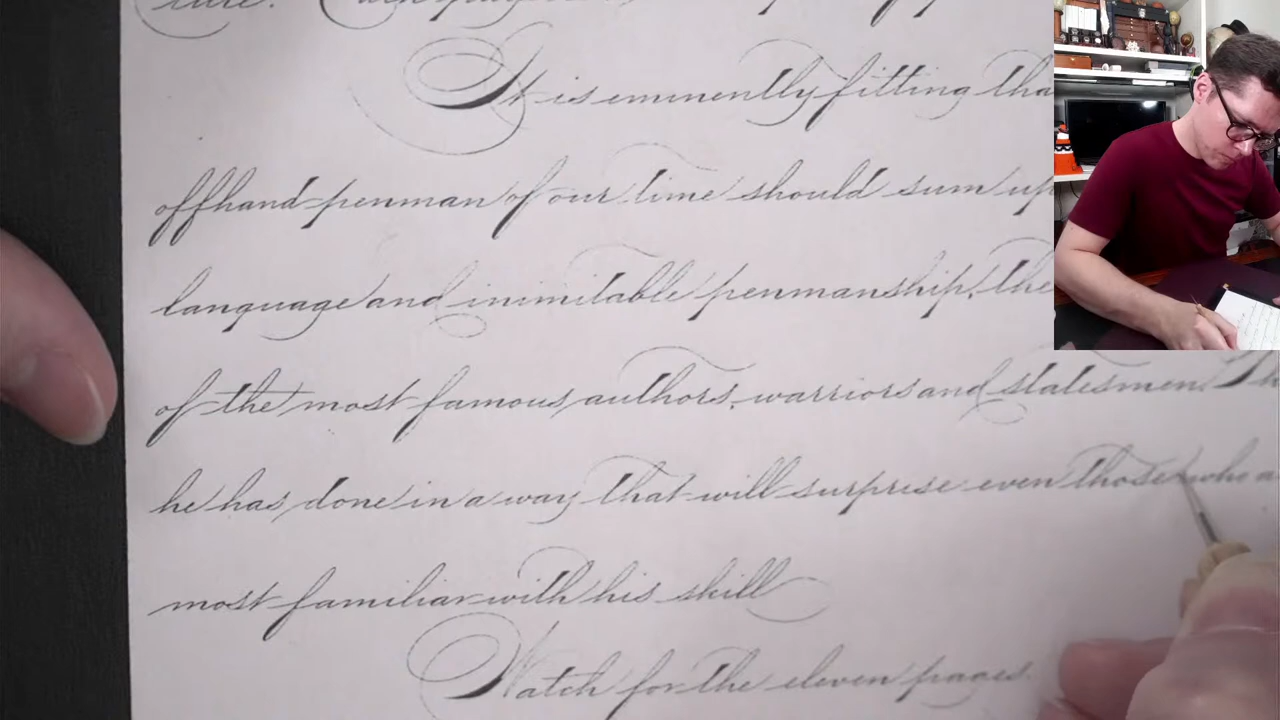 It is eminently fitting tha
offhand penman of our time should sum up
language and inimitable penmanship, the
of the most famous authors, warriors and statesmen. Th
he has done in a way that will surprise even those who a
most familiar with his skill
Watch for the eleven pages.